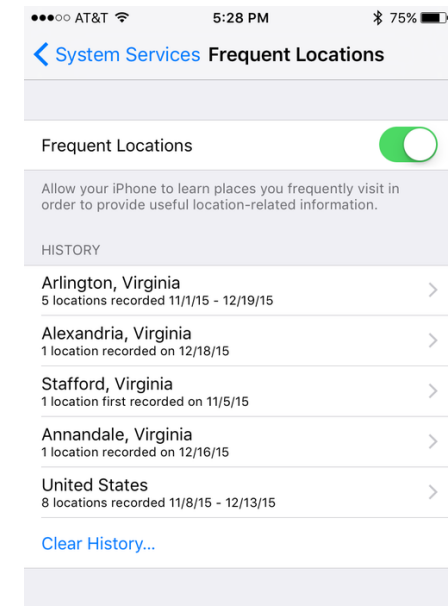 AT&T 5:28 PM 75%
System Services Frequent Locations
Frequent Locations
Allow your iPhone to learn places you frequently visit in
order to provide useful location-related information.
HISTORY
Arlington, Virginia
5 locations recorded 11/1/15 - 12/19/15
Alexandria, Virginia
1 location recorded on 12/18/15
Stafford, Virginia
1 location first recorded on 11/5/15
Annandale, Virginia
1 location recorded on 12/16/15
United States
8 locations recorded 11/8/15 - 12/13/15
Clear History...